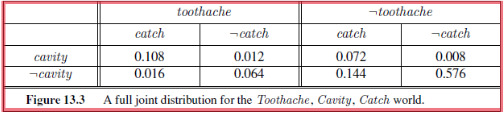 toothache ¬toothache
catch ¬catch catch ¬catch
cavity 0.108 0.012 0.072 0.008
¬cavity 0.016 0.064 0.144 0.576
Figure 13.3 A full joint distribution for the Toothache, Cavity, Catch world.